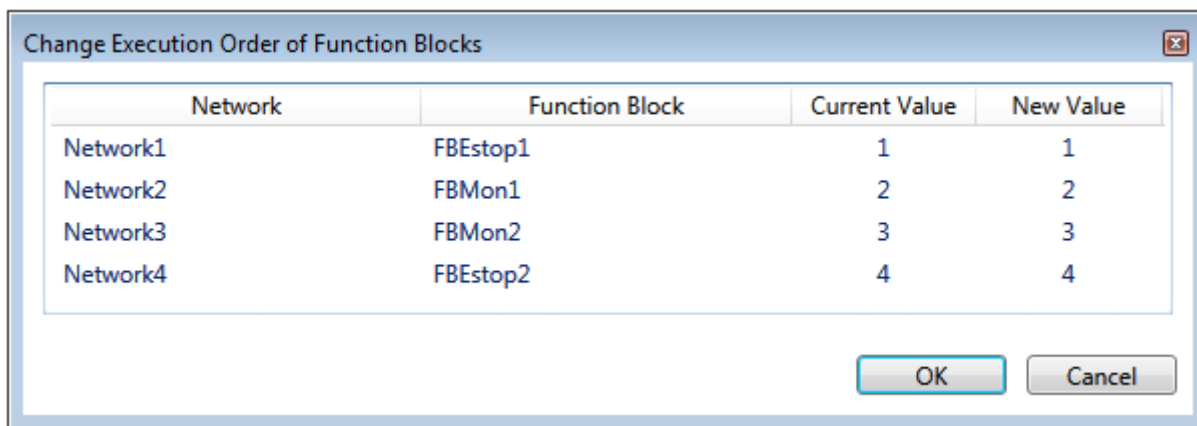 Change Execution Order of Function Blocks
Network Function Block Current Value New Value
Network1 FBEstop1 1 1
Network2 FBMon1 2 2
Network3 FBMon2 3 3
Network4 FBEstop2 4 4
OK Cancel